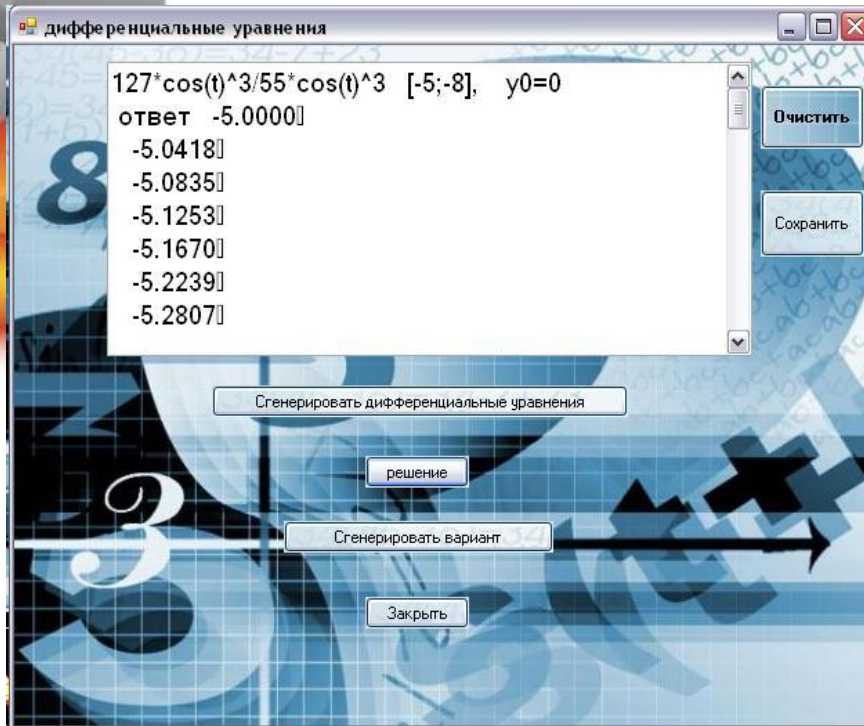 дифференциальные уравнения
127*cos(t)^3/55*cos(t)^3 [-5;-8], y0=0
ответ -5.0000▯
-5.0418▯
-5.0835▯
-5.1253▯
-5.1670▯
-5.2239▯
-5.2807▯
Очистить
Сохранить
Сгенерировать дифференциальные уравнения
решение
Сгенерировать вариант
Закрыть